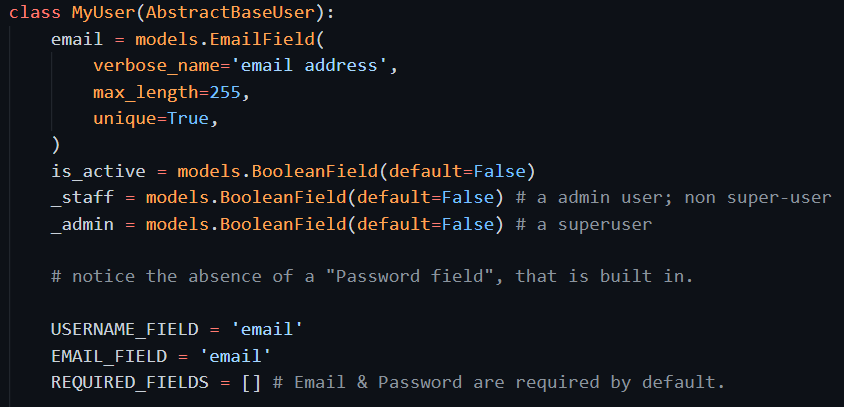 class MyUser(AbstractBaseUser):
    email = models.EmailField(
        verbose_name='email address',
        max_length=255,
        unique=True,
    )
    is_active = models.BooleanField(default=False)
    _staff = models.BooleanField(default=False) # a admin user; non super-user
    _admin = models.BooleanField(default=False) # a superuser
    # notice the absence of a "Password field", that is built in.
    USERNAME_FIELD = 'email'
    EMAIL_FIELD = 'email'
    REQUIRED_FIELDS = [] # Email & Password are required by default.